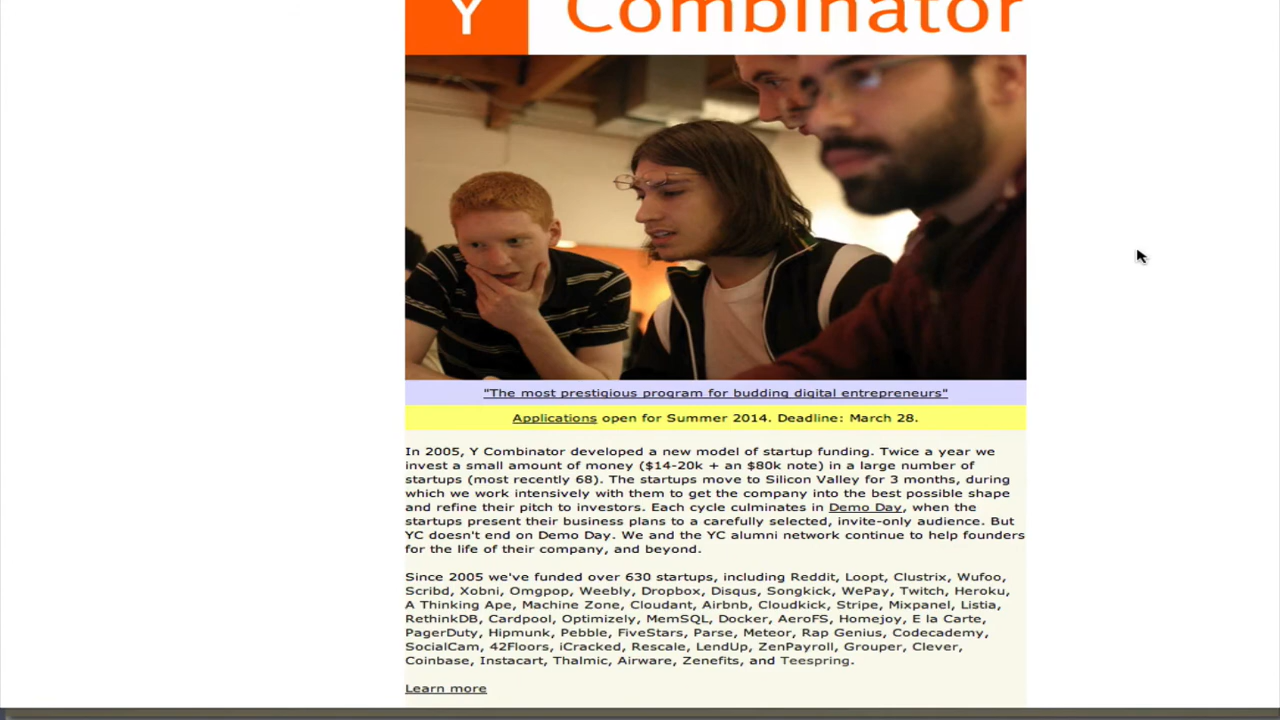 Y Combinator
"The most prestigious program for budding digital entrepreneurs"
Applications open for Summer 2014. Deadline: March 28.
In 2005, Y Combinator developed a new model of startup funding. Twice a year we
invest a small amount of money ($14-20k + an $80k note) in a large number of
startups (most recently 68). The startups move to Silicon Valley for 3 months, during
which we work intensively with them to get the company into the best possible shape
and refine their pitch to investors. Each cycle culminates in Demo Day, when the
startups present their business plans to a carefully selected, invite-only audience. But
YC doesn't end on Demo Day. We and the YC alumni network continue to help founders
for the life of their company, and beyond.
Since 2005 we've funded over 630 startups, including Reddit, Loopt, Clustrix, Wufoo,
Scribd, Xobni, Omgpop, Weebly, Dropbox, Disqus, Songkick, WePay, Twitch, Heroku,
A Thinking Ape, Machine Zone, Cloudant, Airbnb, Cloudkick, Stripe, Mixpanel, Listia,
RethinkDB, Cardpool, Optimizely, MemSQL, Docker, AeroFS, Homejoy, E la Carte,
PagerDuty, Hipmunk, Pebble, FiveStars, Parse, Meteor, Rap Genius, Codecademy,
SocialCam, 42Floors, iCracked, Rescale, LendUp, ZenPayroll, Grouper, Clever,
Coinbase, Instacart, Thalmic, Airware, Zenefits, and Teespring.
Learn more